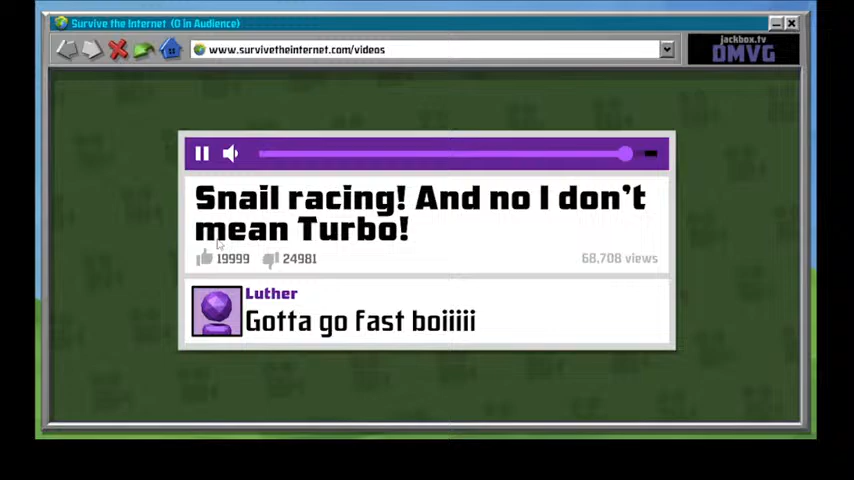 Survive the Internet (0 in Audience)
www.survivetheinternet.com/videos
jackbox.tv
DMVG
Snail racing! And no I don't
mean Turbo!
19999 24981 68,708 views
Luther
Gotta go fast boiiiii